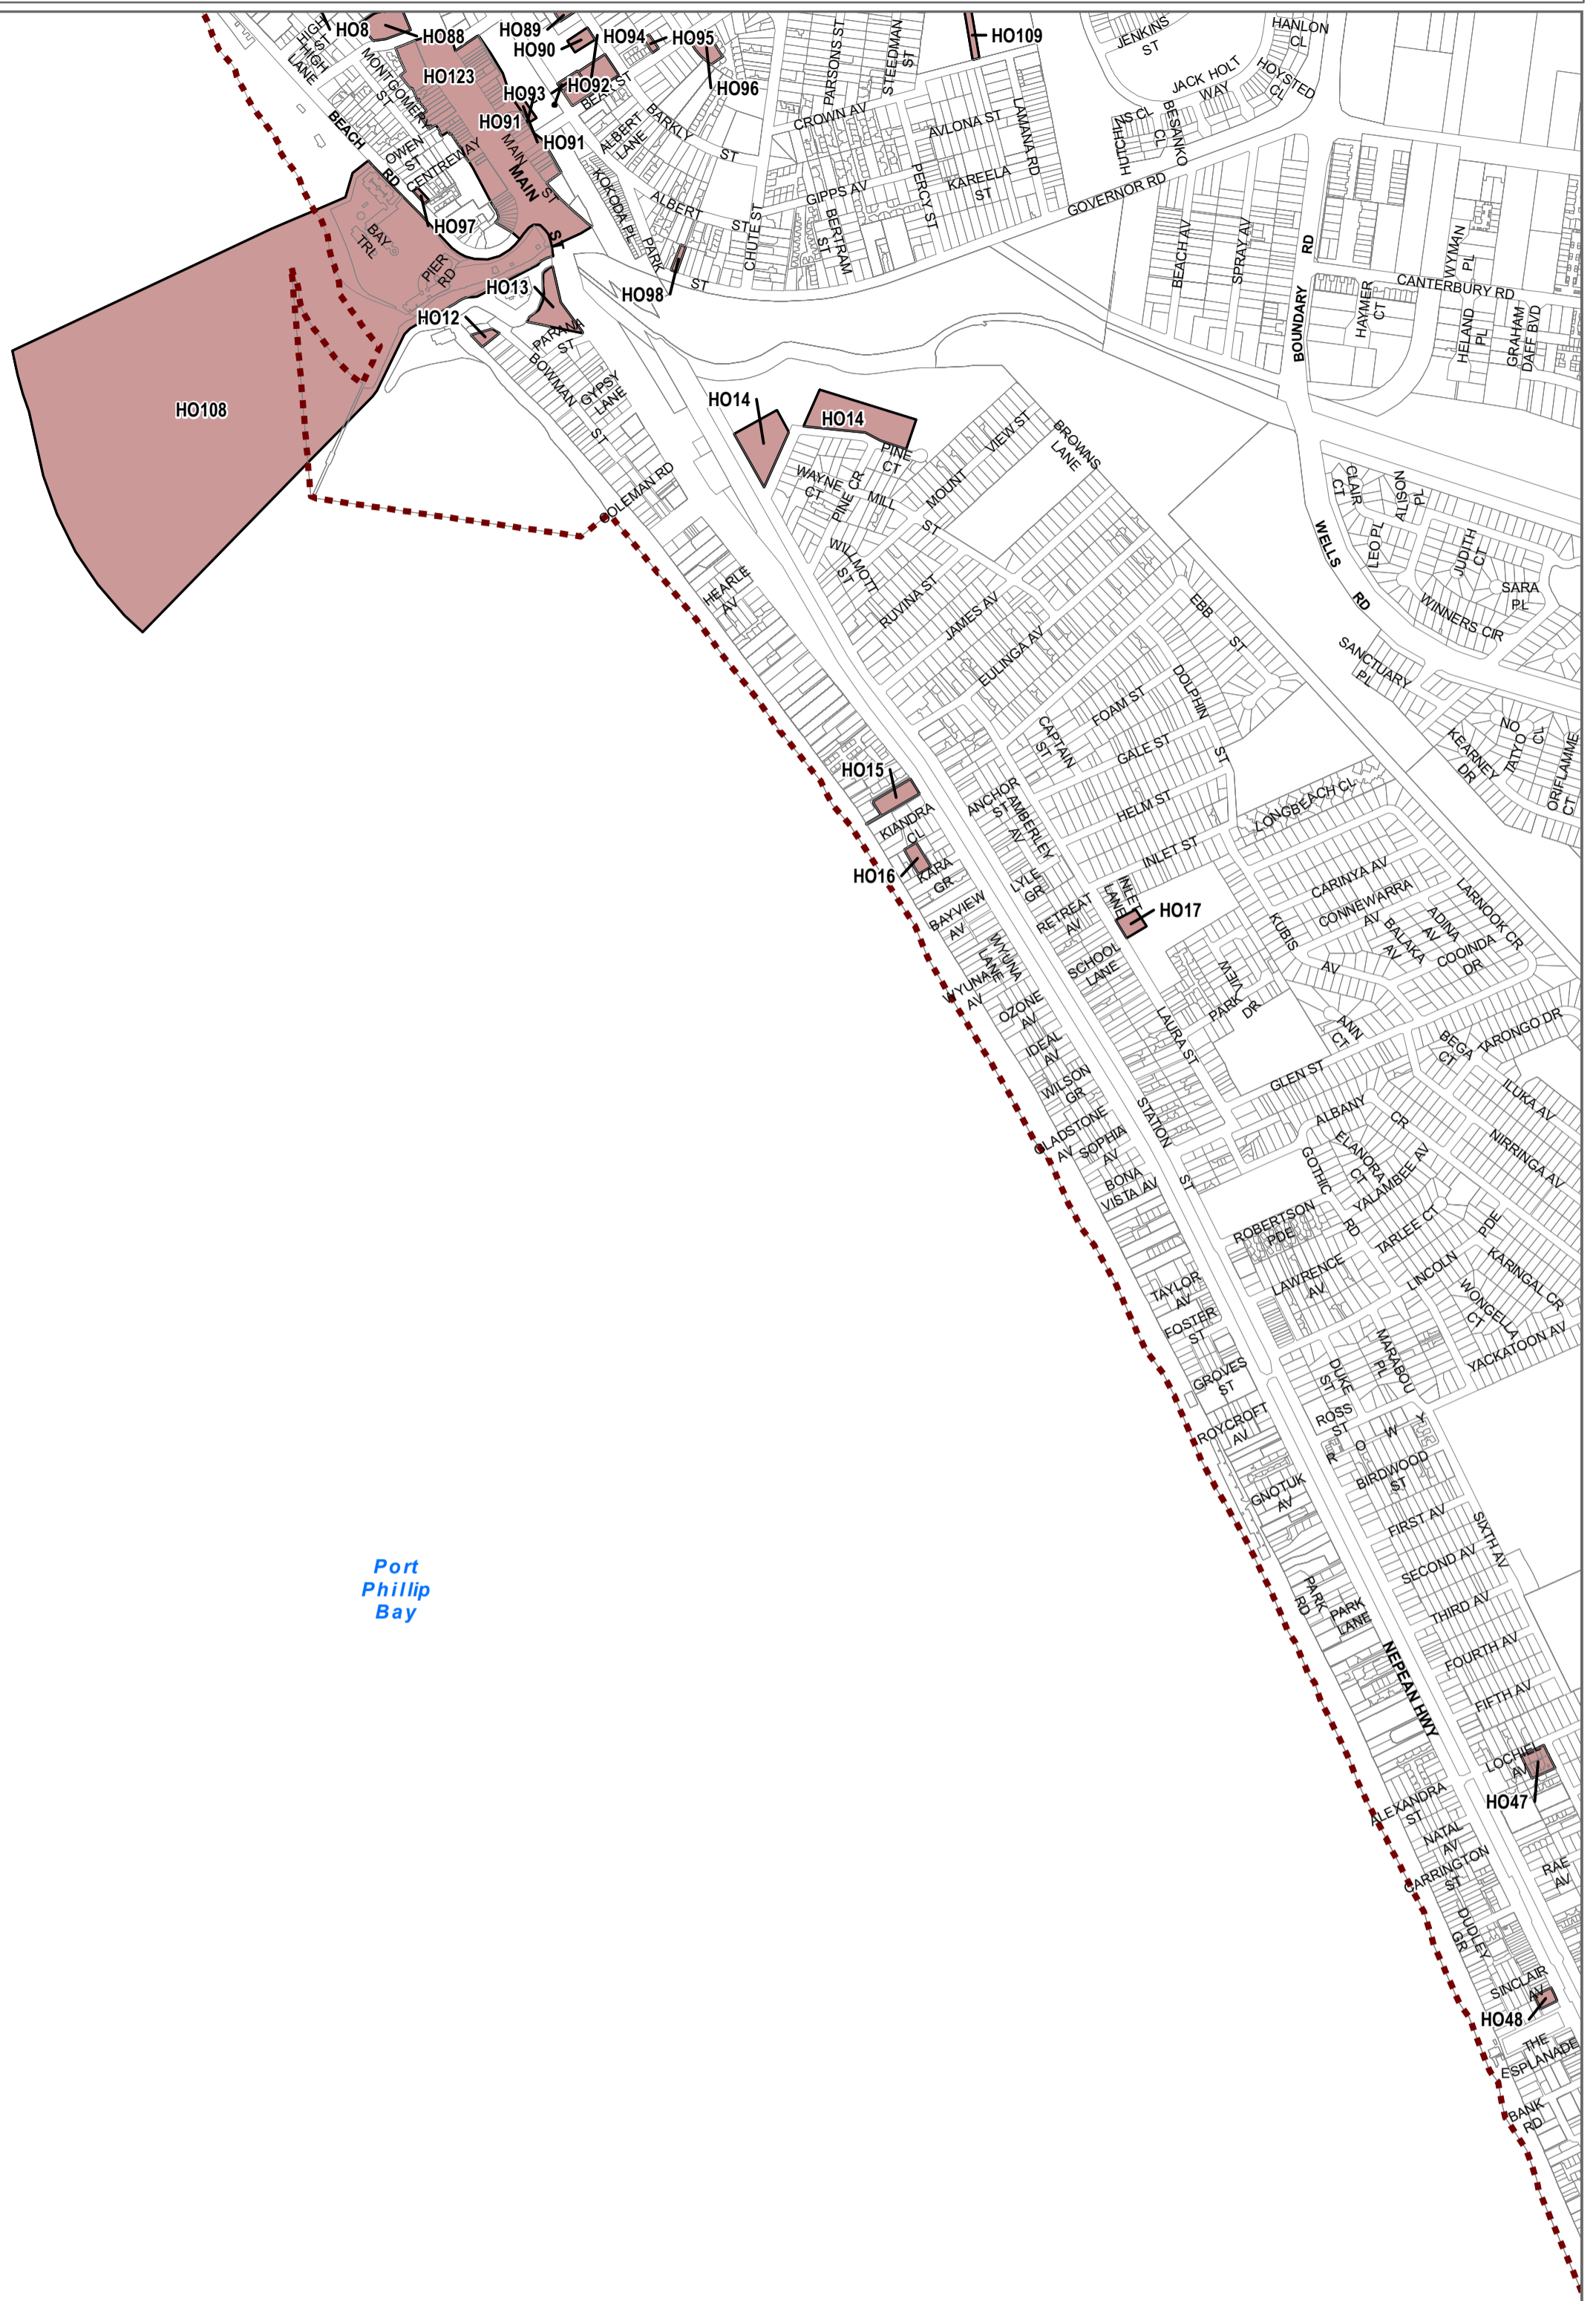 HIGH
ST
HO8
HIGH
LANE
HO88
HO89
HO90
HO94
HO95
HO96
HO109
HO123
HO93
HO92
BEACH ST
HO91
HO91
MONTGOMERY
ST
OWEN
ST
CENTREWAY
MAIN ST
MAIN
ST
BEACH
RD
HO97
BAY
TRL
PIER
RD
HO108
HO13
HO12
ALBERT
LANE
BARKLY
ST
ALBERT
ST
KOKODA PL
PARK
ST
HO98
CHUTE ST
PARSONS ST
STEEDMAN
ST
CROWN AV
AVLONA ST
LAMANA RD
GIPPS AV
BERTRAM
ST
PERCY ST
KAREELA
ST
JENKINS
ST
HANLON
CL
HOYSTED
CL
JACK HOLT
WAY
BESANKO
CL
HUTCHI
NS CL
GOVERNOR RD
BEACH AV
SPRAY AV
BOUNDARY
RD
WYMAN
PL
CANTERBURY RD
HAYMER
CT
HELAND
PL
GRAHAM
DAFF BVD
PARANA
ST
BOWMAN
ST
GYPSY
LANE
COLEMAN RD
HO14
HO14
PINE
CT
WAYNE
CT
PINE CR
MILL
ST
MOUNT
VIEW ST
BROWNS
LANE
WILLMOTT
ST
RUVINA ST
JAMES AV
EULINGA AV
EBB
ST
HEARLE
AV
CLAIR
CT
ALISON
PL
LEO PL
JUDITH
CT
SARA
PL
WINNERS CIR
WELLS
RD
SANCTUARY
PL
KEARNEY
DR
NO
TATYO
CL
ORIFLAMME
CT
CAPTAIN
ST
FOAM ST
DOLPHIN
ST
GALE ST
HELM ST
INLET ST
LONGBEACH CL
ANCHOR
ST
AMBERLEY
AV
HO15
KIANDRA
CL
HO16
KARA
GR
LYLE
GR
RETREAT
AV
INLET
LANE
HO17
SCHOOL
LANE
BAYVIEW
AV
WYUNA
LANE
WYUNA
AV
OZONE
AV
IDEAL
AV
WILSON
GR
GLADSTONE
AV
SOPHIA
AV
BONA
VISTA AV
CARINYA AV
CONNEWARRA
AV
BALAKA
AV
ADINA
AV
COOINDA
DR
LARNOOK CR
KUBIS
AV
PARK
VIEW
DR
LAURA ST
ANN
CT
GLEN ST
BEGA
CT
TARONGO DR
ILUKA AV
NIRRINGA AV
ALBANY
CR
ELANORA
CT
YALAMBEE AV
GOTHIC
RD
TARLEE CT
LINCOLN
PDE
KARINGAL CR
WONGELLA
CT
YACKATOON AV
STATION
ST
ROBERTSON
PDE
LAWRENCE
AV
MARABOU
PL
DUKE
ST
ROSS
ST
R O W Y
BIRDWOOD
ST
TAYLOR
AV
FOSTER
ST
GROVES
ST
ROYCROFT
AV
GNOTUK
AV
FIRST AV
SECOND AV
THIRD AV
FOURTH AV
FIFTH AV
SIXTH AV
PARK
RD
PARK
LANE
NEPEAN HWY
Port
Phillip
Bay
LOCHIEL
AV
HO47
ALEXANDRA
ST
NATAL
AV
CARRINGTON
ST
RAE
AV
DUDLEY
GR
SINCLAIR
AV
HO48
THE
ESPLANADE
BANK
RD